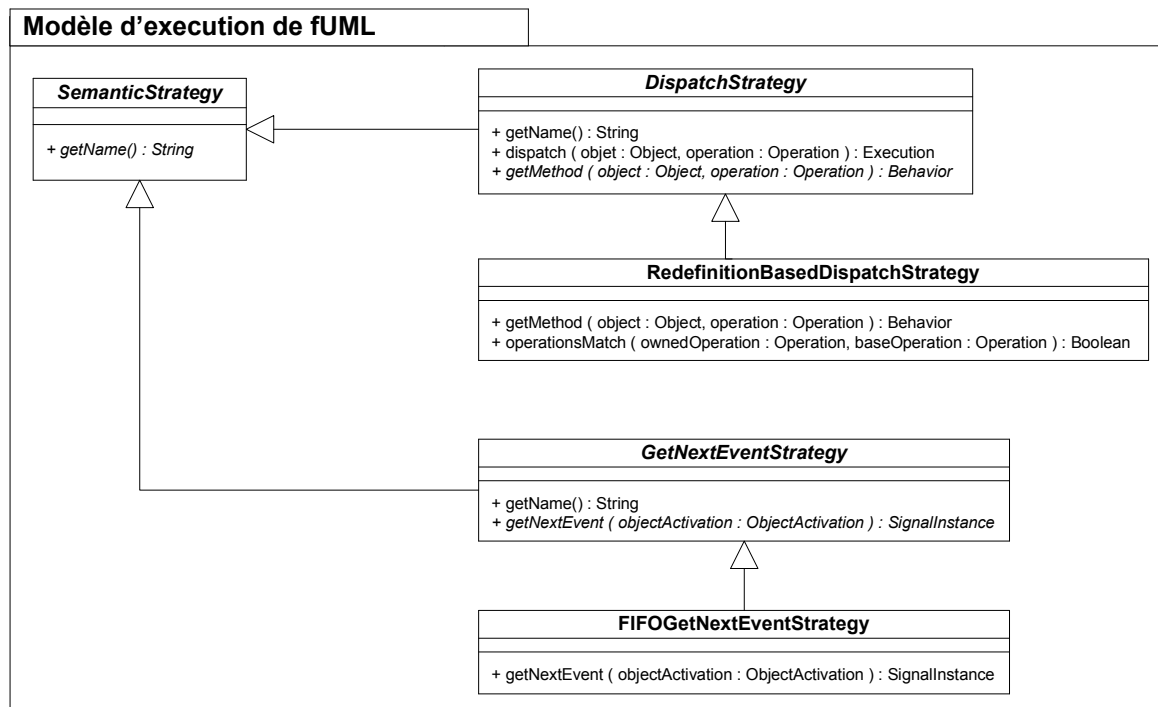 Modèle d’execution de fUML
SemanticStrategy
+ getName() : String
DispatchStrategy
+ getName() : String
+ dispatch ( objet : Object, operation : Operation ) : Execution
+ getMethod ( object : Object, operation : Operation ) : Behavior
RedefinitionBasedDispatchStrategy
+ getMethod ( object : Object, operation : Operation ) : Behavior
+ operationsMatch ( ownedOperation : Operation, baseOperation : Operation ) : Boolean
GetNextEventStrategy
+ getName() : String
+ getNextEvent ( objectActivation : ObjectActivation ) : SignalInstance
FIFOGetNextEventStrategy
+ getNextEvent ( objectActivation : ObjectActivation ) : SignalInstance